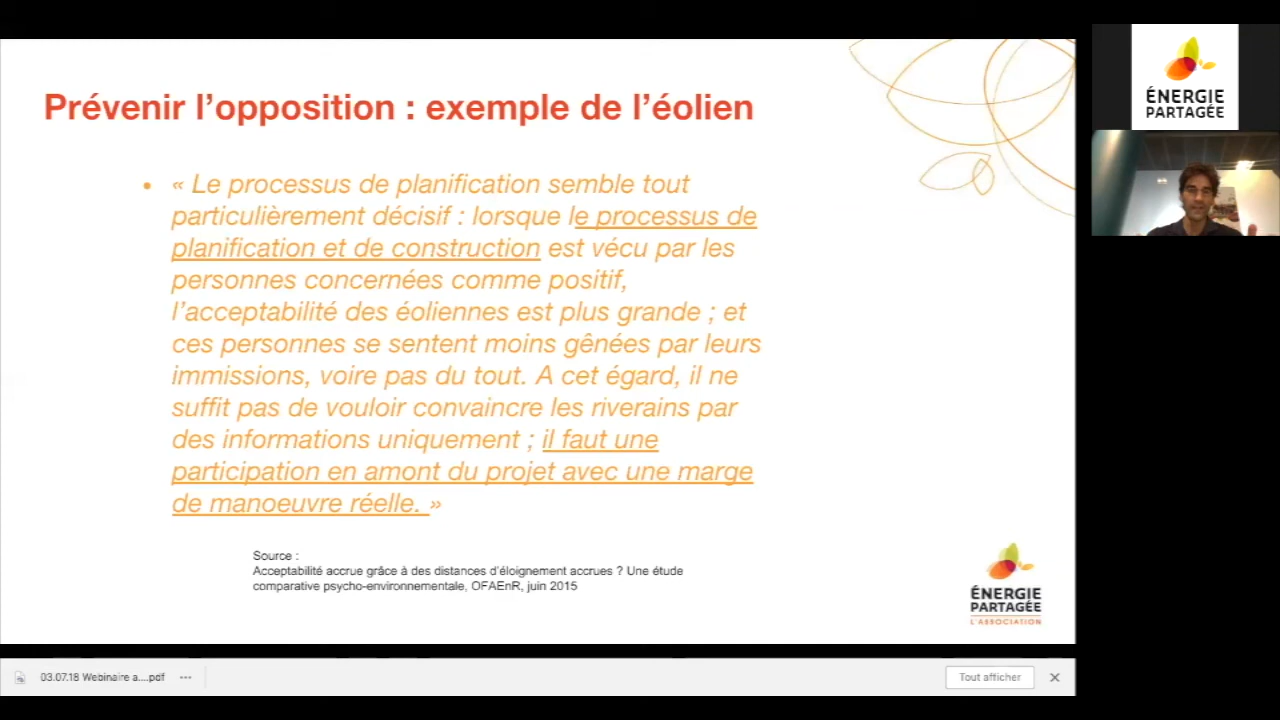 Prévenir l'opposition : exemple de l'éolien
• « Le processus de planification semble tout
particulièrement décisif : lorsque le processus de
planification et de construction est vécu par les
personnes concernées comme positif,
l'acceptabilité des éoliennes est plus grande ; et
ces personnes se sentent moins gênées par leurs
immissions, voire pas du tout. A cet égard, il ne
suffit pas de vouloir convaincre les riverains par
des informations uniquement ; il faut une
participation en amont du projet avec une marge
de manoeuvre réelle. »
Source :
Acceptabilité accrue grâce à des distances d'éloignement accrues ? Une étude
comparative psycho-environnementale, OFAEnR, juin 2015
ÉNERGIE
PARTAGÉE
L'ASSOCIATION
ÉNERGIE
PARTAGÉE
03.07.18 Webinaire a....pdf
Tout afficher